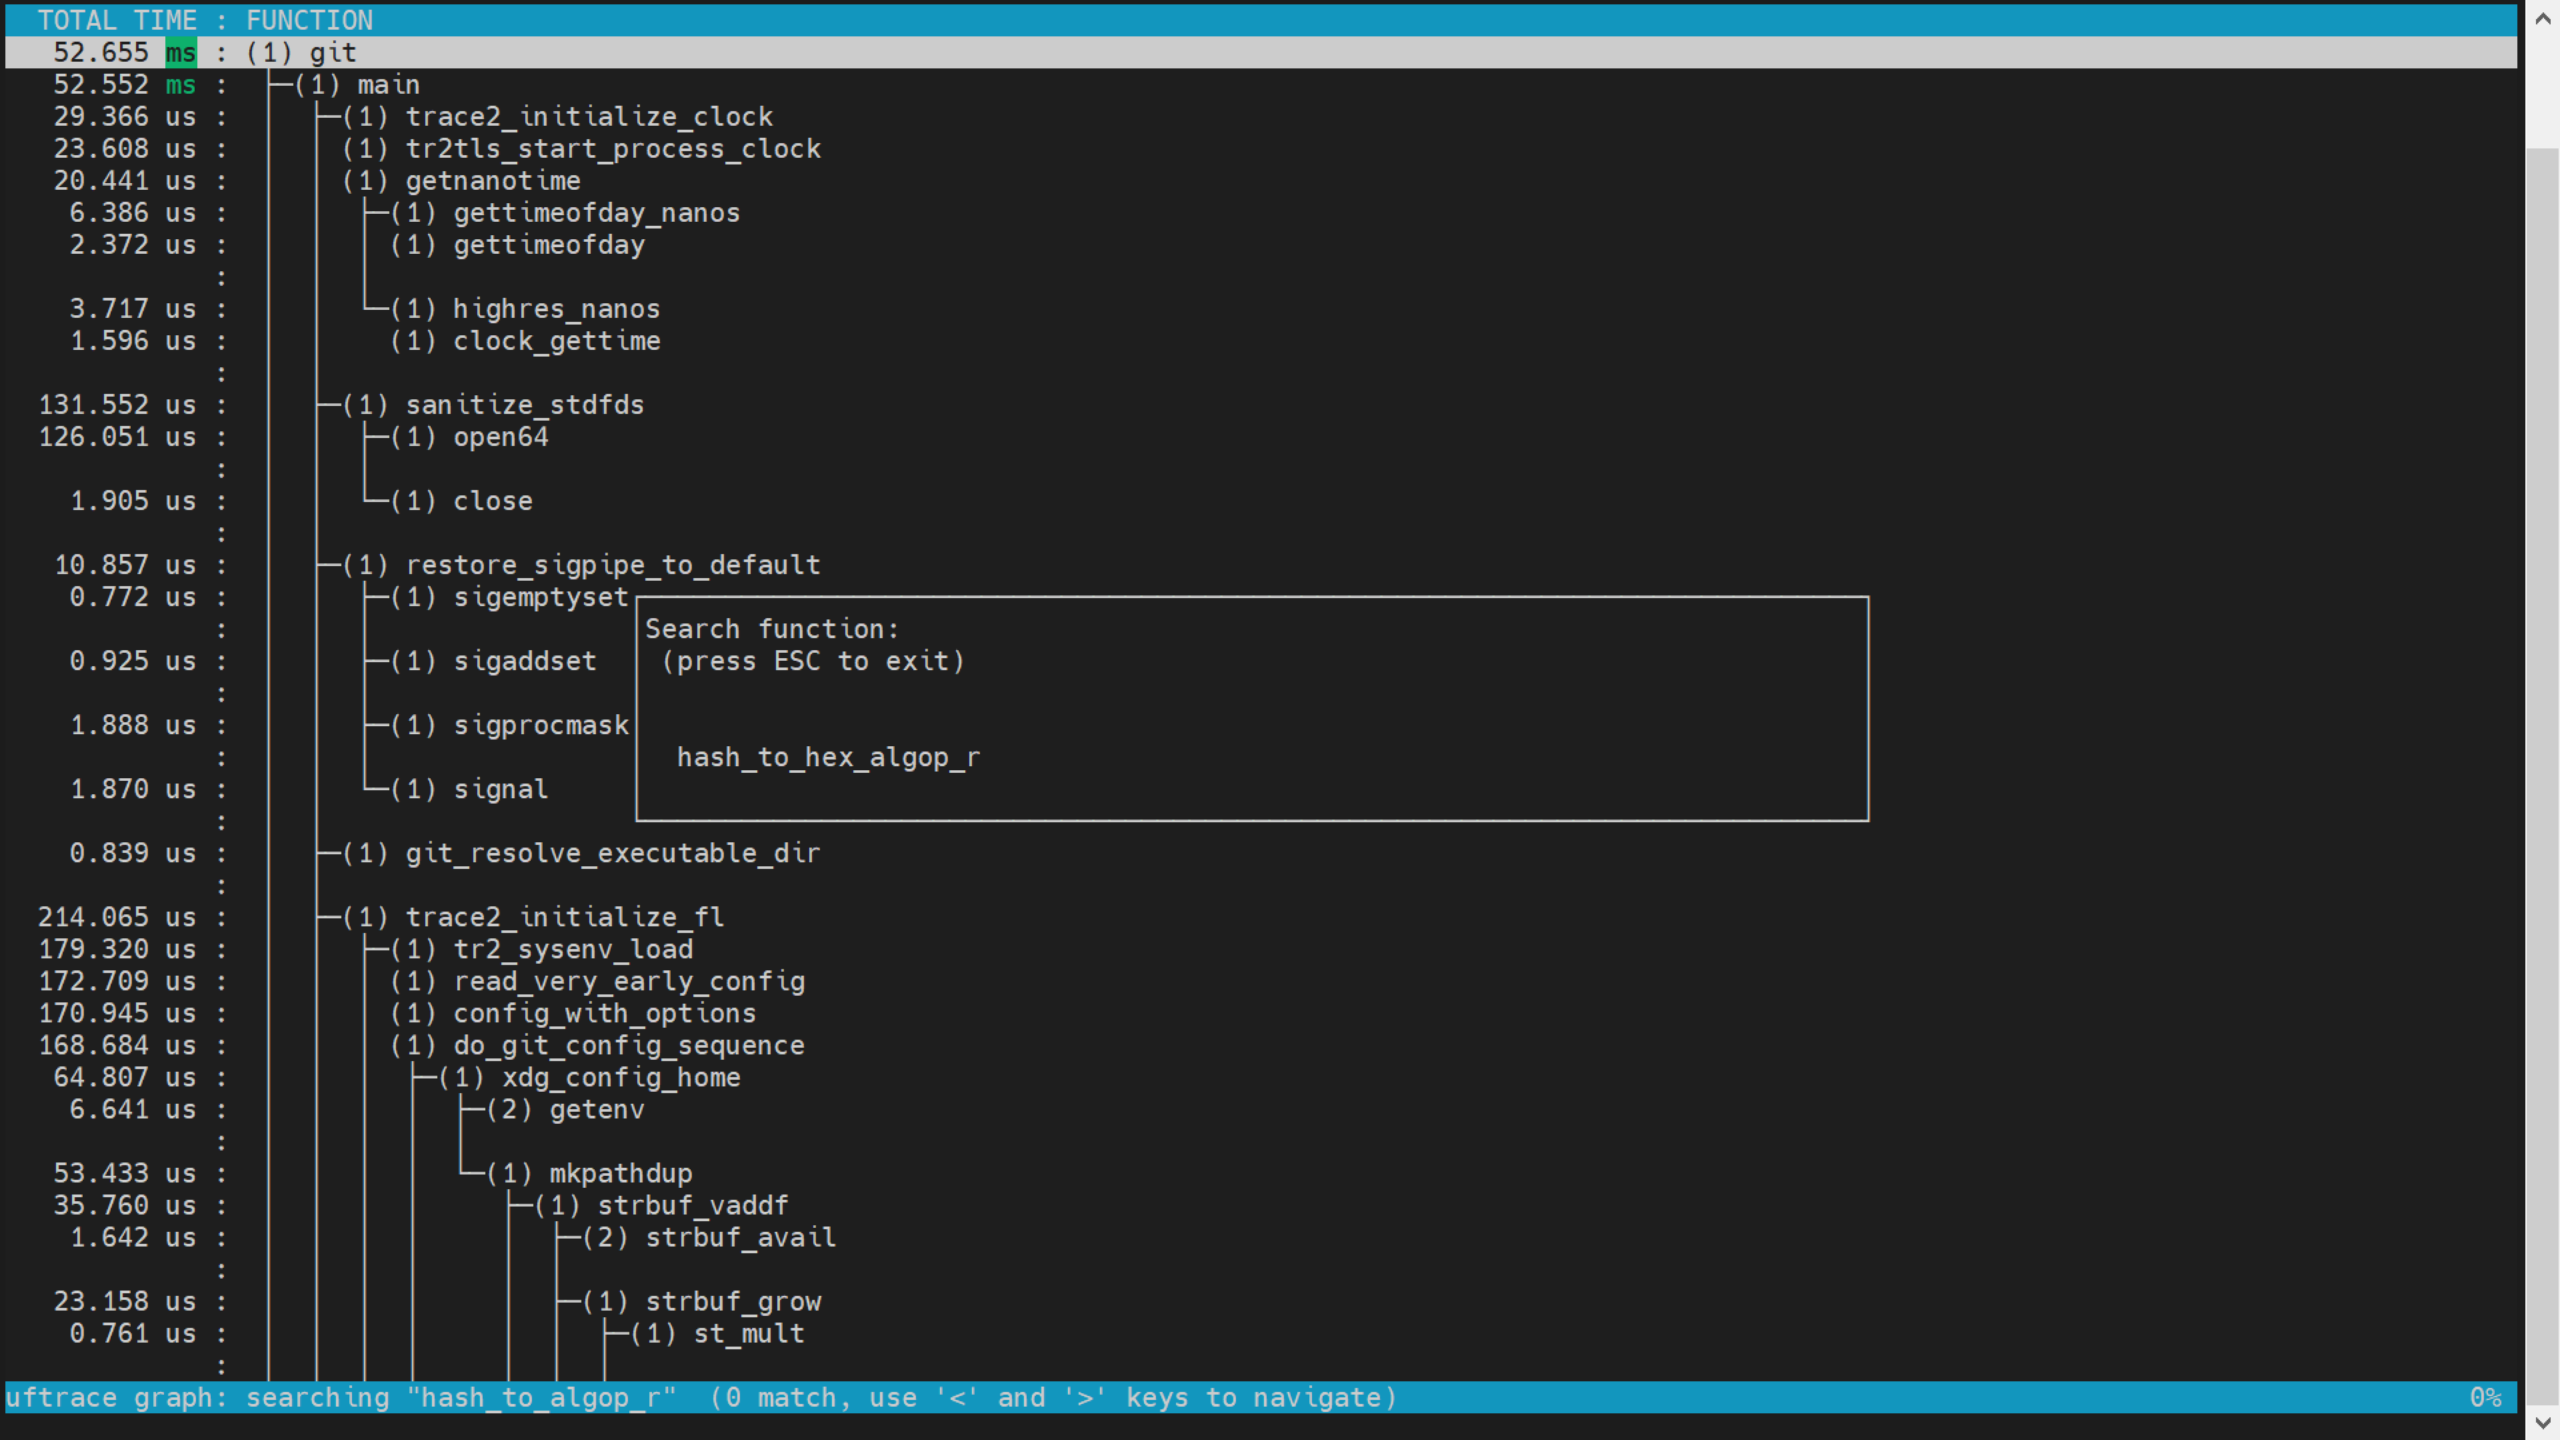 TOTAL TIME : FUNCTION
52.655 ms : (1) git
52.552 ms : (1) main
29.366 us : (1) trace2_initialize_clock
23.608 us : (1) tr2tls_start_process_clock
20.441 us : (1) getnanotime
6.386 us : (1) gettimeofday_nanos
2.372 us : (1) gettimeofday
:
3.717 us : (1) highres_nanos
1.596 us : (1) clock_gettime
:
131.552 us : (1) sanitize_stdfds
126.051 us : (1) open64
:
1.905 us : (1) close
:
10.857 us : (1) restore_sigpipe_to_default
0.772 us : (1) sigemptyset
: Search function:
0.925 us : (1) sigaddset (press ESC to exit)
:
1.888 us : (1) sigprocmask
: hash_to_hex_algop_r
1.870 us : (1) signal
:
0.839 us : (1) git_resolve_executable_dir
:
214.065 us : (1) trace2_initialize_fl
179.320 us : (1) tr2_sysenv_load
172.709 us : (1) read_very_early_config
170.945 us : (1) config_with_options
168.684 us : (1) do_git_config_sequence
64.807 us : (1) xdg_config_home
6.641 us : (2) getenv
:
53.433 us : (1) mkpathdup
35.760 us : (1) strbuf_vaddf
1.642 us : (2) strbuf_avail
:
23.158 us : (1) strbuf_grow
0.761 us : (1) st_mult
:
uftrace graph: searching "hash_to_algop_r" (0 match, use '<' and '>' keys to navigate) 0%